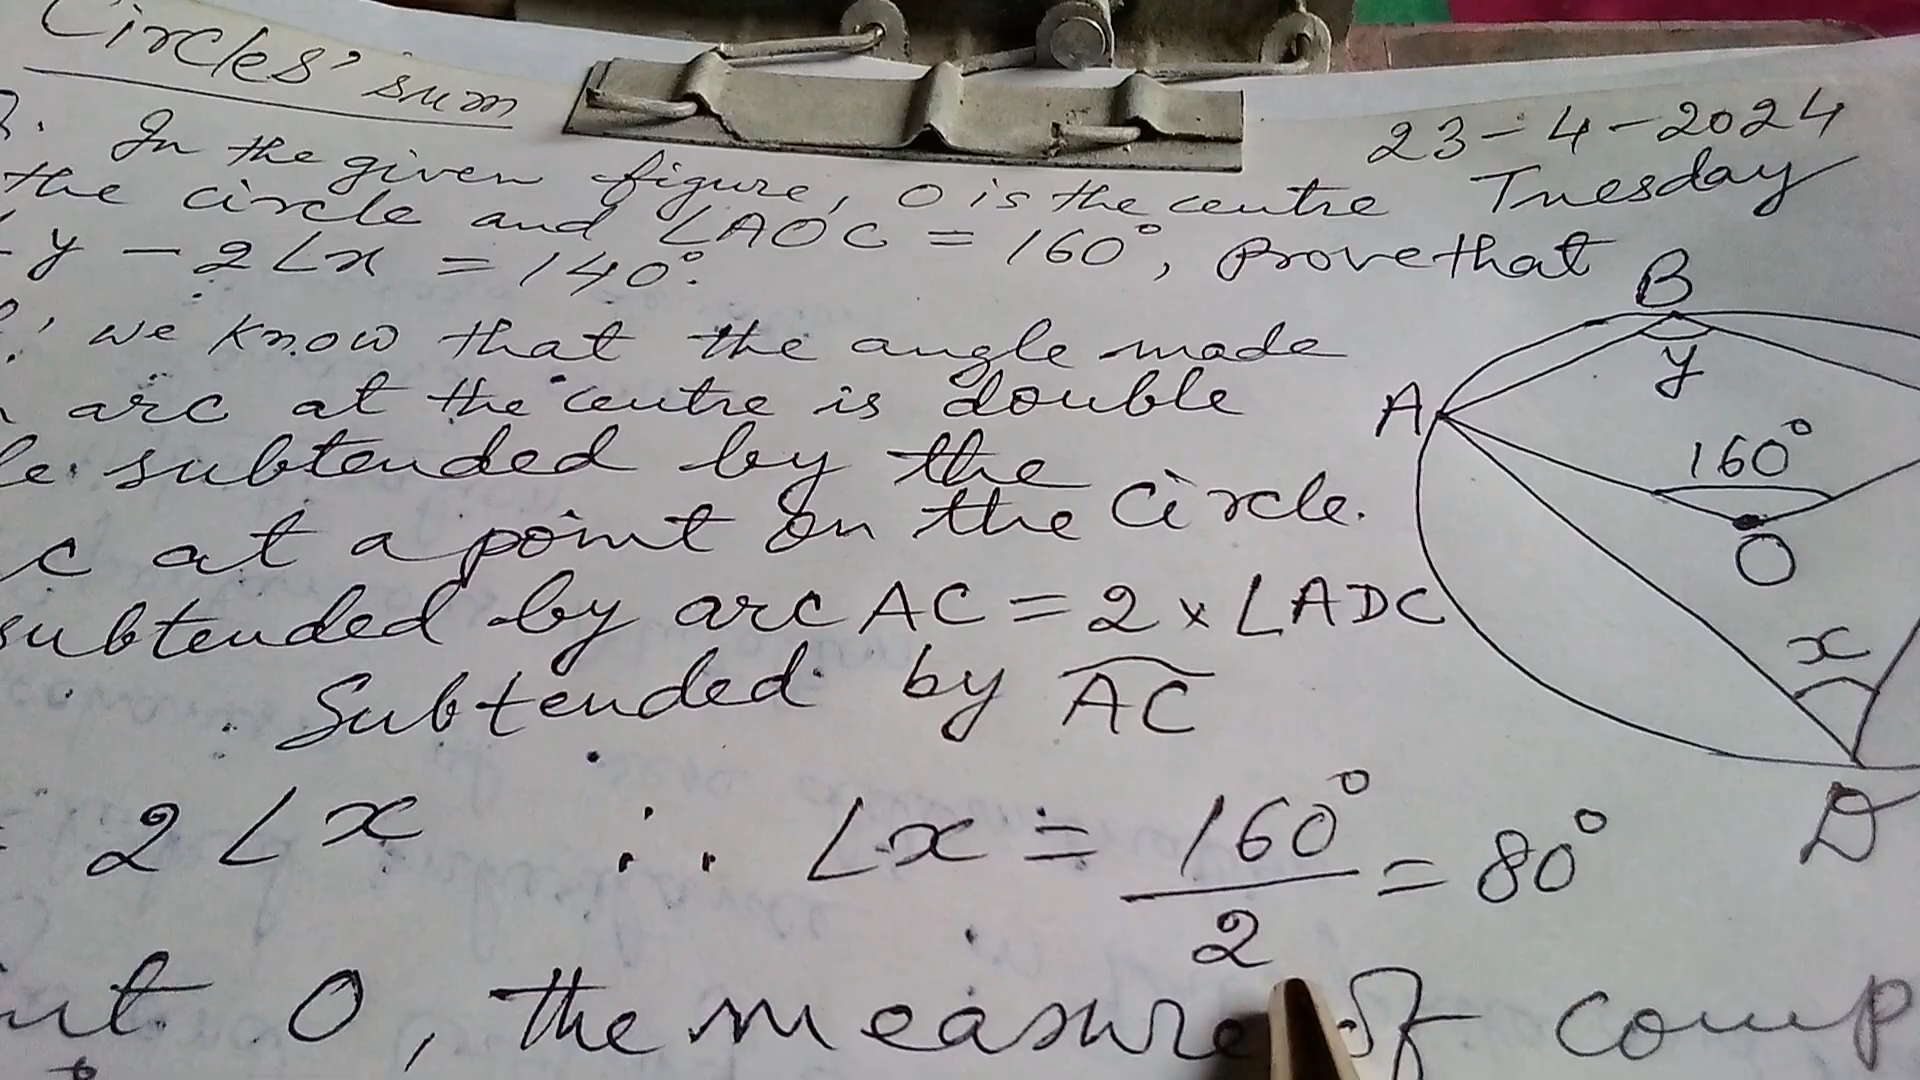 Circles' sum
23-4-2024
Tuesday
In the given figure, O is the centre
the circle and ∠AOC = 160°, prove that
y - 2∠x = 140°.
we know that the angle made
arc at the centre is double
subtended by the
at a point on the circle.
subtended by arc AC = 2 x ∠ADC
Subtended by AC
2∠x ∴ ∠x = 160°/2 = 80°
O, the measure of comp
B
y
A
160°
O
x
D